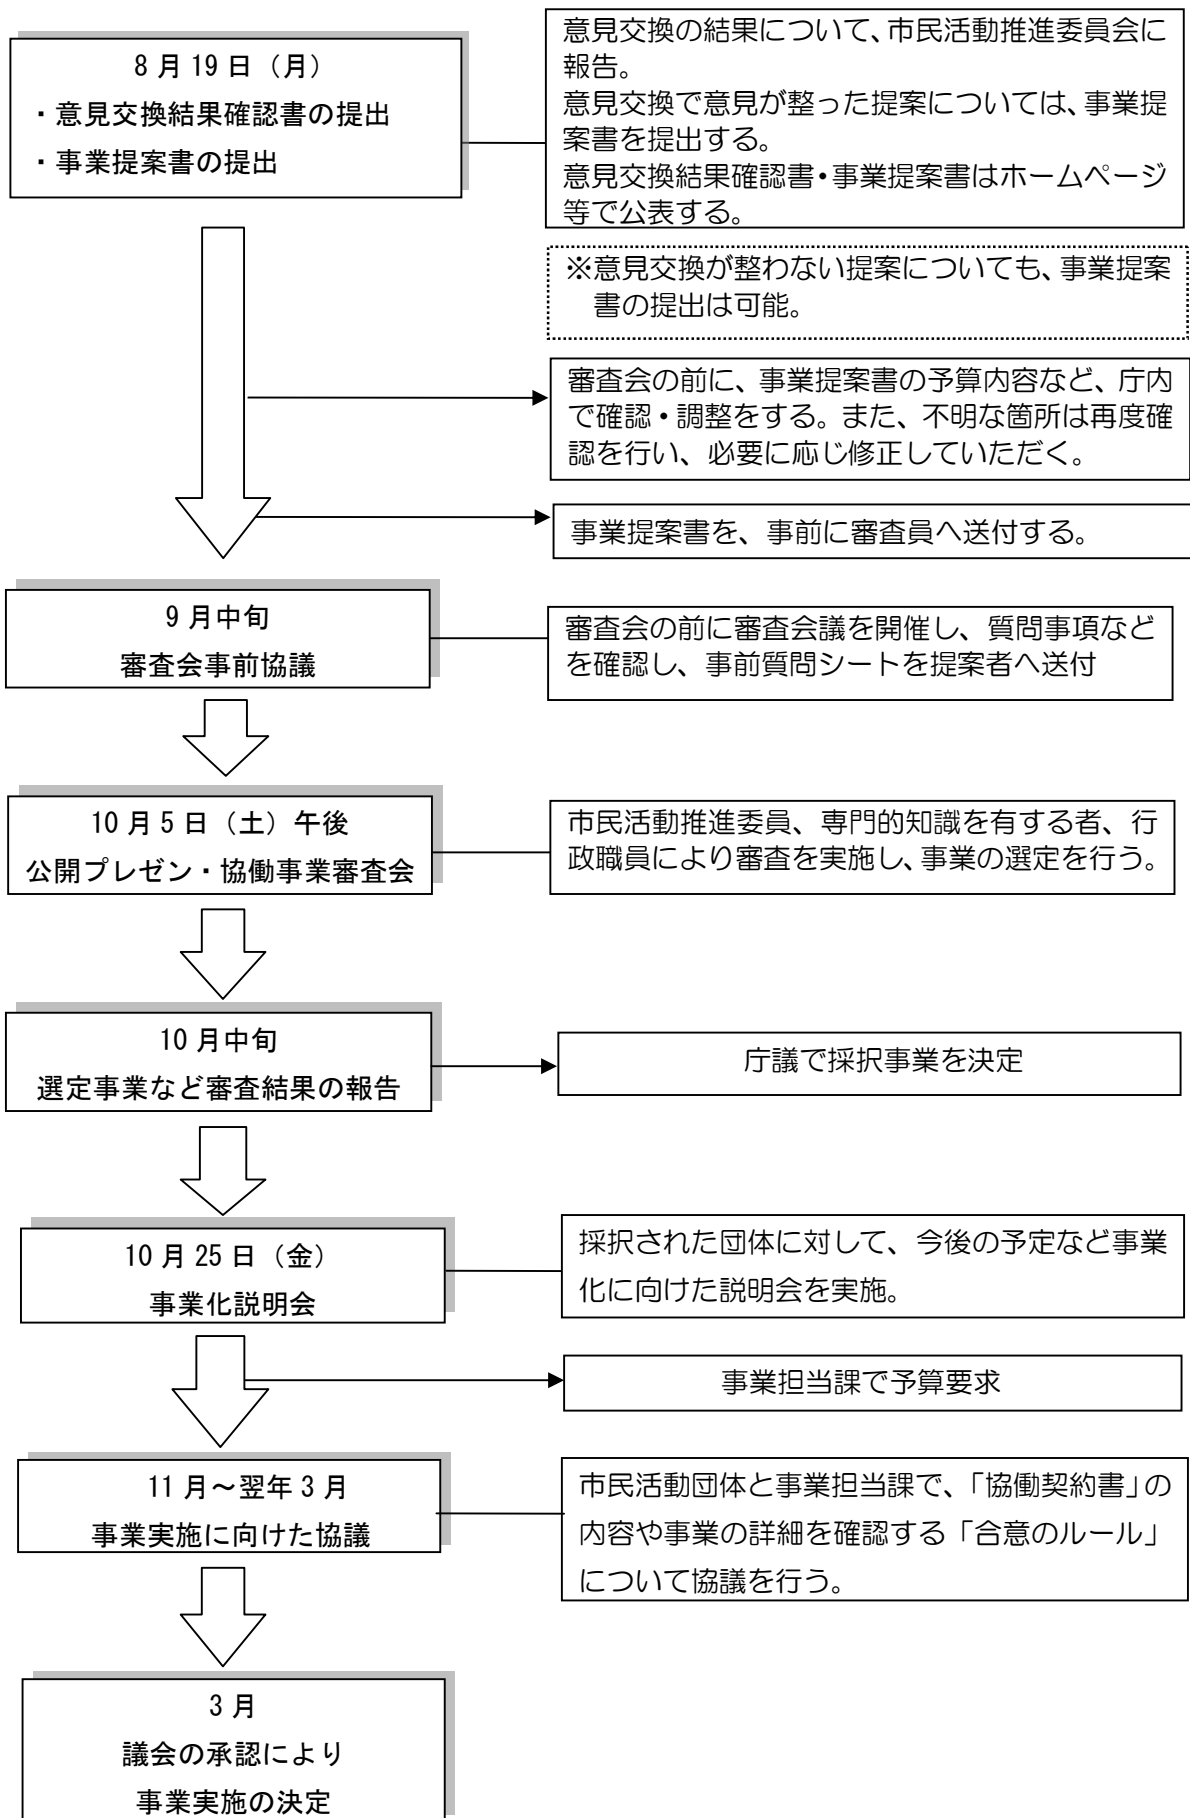 8月19日（月）
・意見交換結果確認書の提出
・事業提案書の提出
意見交換の結果について、市民活動推進委員会に
報告。
意見交換で意見が整った提案については、事業提
案書を提出する。
意見交換結果確認書・事業提案書はホームページ
等で公表する。
※意見交換が整わない提案についても、事業提案
書の提出は可能。
審査会の前に、事業提案書の予算内容など、庁内
で確認・調整をする。また、不明な箇所は再度確
認を行い、必要に応じ修正していただく。
事業提案書を、事前に審査員へ送付する。
9月中旬
審査会事前協議
審査会の前に審査会議を開催し、質問事項など
を確認し、事前質問シートを提案者へ送付
10月5日（土）午後
公開プレゼン・協働事業審査会
市民活動推進委員、専門的知識を有する者、行
政職員により審査を実施し、事業の選定を行う。
10月中旬
選定事業など審査結果の報告
庁議で採択事業を決定
10月25日（金）
事業化説明会
採択された団体に対して、今後の予定など事業
化に向けた説明会を実施。
事業担当課で予算要求
11月～翌年3月
事業実施に向けた協議
市民活動団体と事業担当課で、「協働契約書」の
内容や事業の詳細を確認する「合意のルール」
について協議を行う。
3月
議会の承認により
事業実施の決定